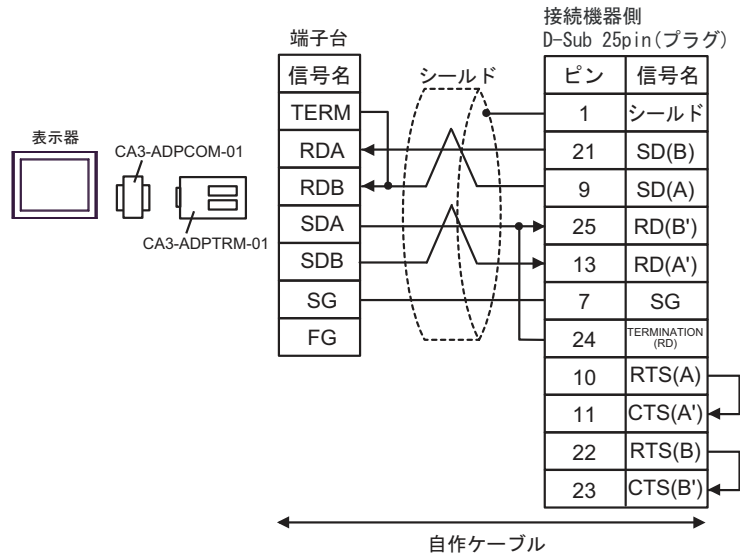 接続機器側
端子台 D-Sub 25pin(プラグ)
信号名 シールド ピン 信号名
TERM 1 シールド
表示器 CA3-ADPCOM-01 RDA 21 SD(B)
RDB 9 SD(A)
CA3-ADPTRM-01 SDA 25 RD(B')
SDB 13 RD(A')
SG 7 SG
FG 24 TERMINATION
(RD)
10 RTS(A)
11 CTS(A')
22 RTS(B)
23 CTS(B')
自作ケーブル